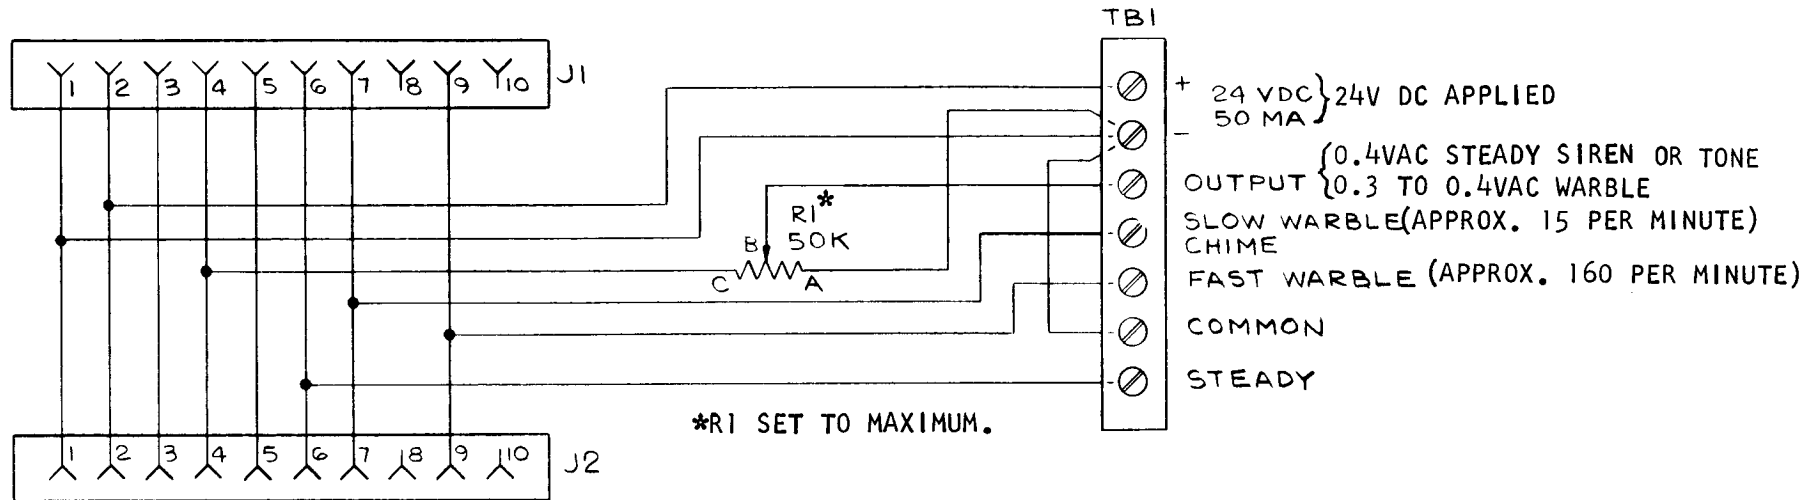 TB1
1 2 3 4 5 6 7 8 9 10 J1
+
24 VDC } 24V DC APPLIED
50 MA
−
OUTPUT { 0.4VAC STEADY SIREN OR TONE
0.3 TO 0.4VAC WARBLE
R1*
50K
B
C A
SLOW WARBLE (APPROX. 15 PER MINUTE)
CHIME
FAST WARBLE (APPROX. 160 PER MINUTE)
COMMON
STEADY
*R1 SET TO MAXIMUM.
1 2 3 4 5 6 7 8 9 10 J2